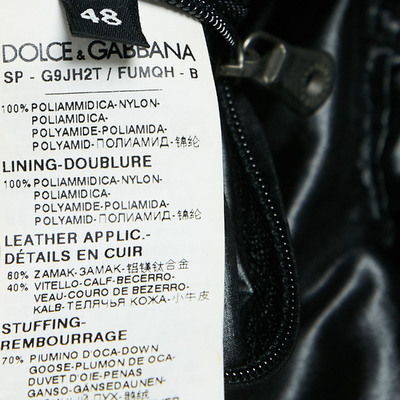 48
DOLCE & GABBANA
SP - G9JH2T / FUMQH - B
100% POLIAMMIDICA-NYLON-
POLIAMIDICA-
POLYAMIDE-POLIAMIDA-
POLYAMID-ПОЛИАМИД-锦纶
LINING-DOUBLURE
100% POLIAMMIDICA-NYLON-
POLIAMIDICA-
POLYAMIDE-POLIAMIDA-
POLYAMID-ПОЛИАМИД-锦纶
LEATHER APPLIC.-
DÉTAILS EN CUIR
60% ZAMAK-ЗАМАК-铝镁钛合金
40% VITELLO-CALF-BECERRO-
VEAU-COURO DE BEZERRO-
KALB-ТЕЛЯЧЬЯ КОЖА-小牛皮
STUFFING-
REMBOURRAGE
70% PIUMINO D'OCA-DOWN
GOOSE-PLUMON DE OCA-
DUVET D'OIE-PENAS
GANSO-GANSEDAUNEN-